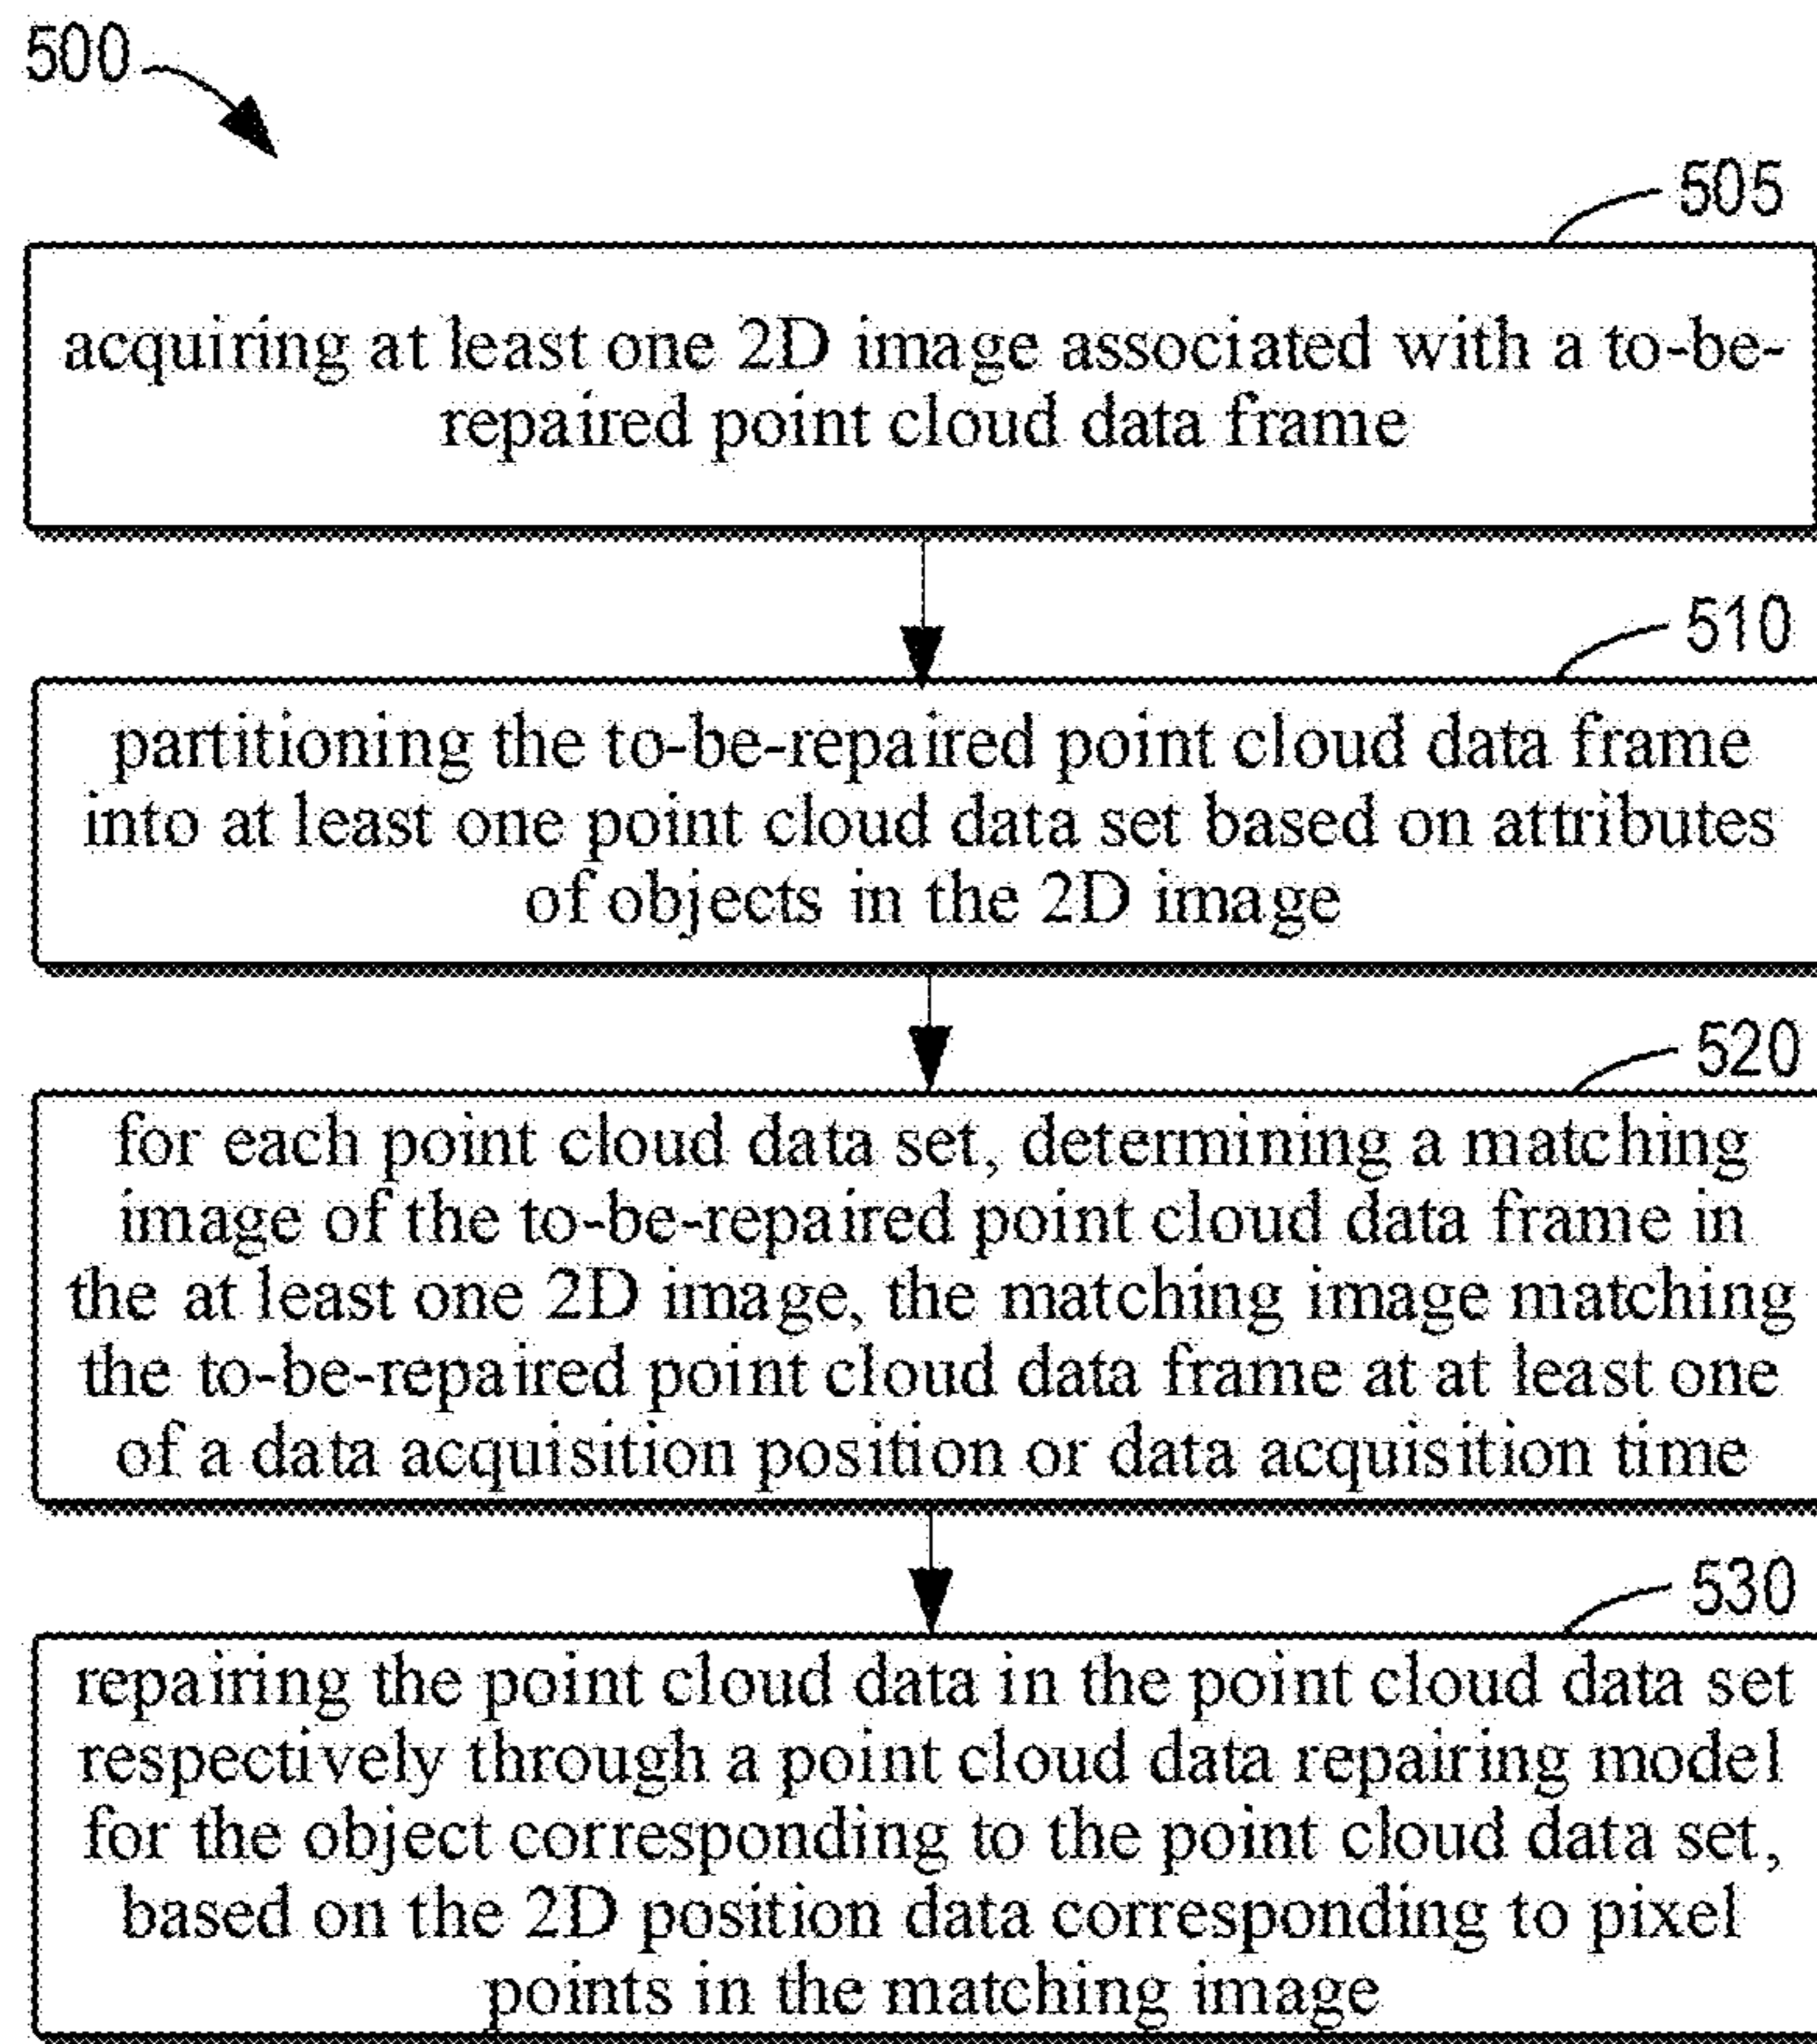 500
505
acquiring at least one 2D image associated with a to-be-
repaired point cloud data frame
510
partitioning the to-be-repaired point cloud data frame
into at least one point cloud data set based on attributes
of objects in the 2D image
520
for each point cloud data set, determining a matching
image of the to-be-repaired point cloud data frame in
the at least one 2D image, the matching image matching
the to-be-repaired point cloud data frame at at least one
of a data acquisition position or data acquisition time
530
repairing the point cloud data in the point cloud data set
respectively through a point cloud data repairing model
for the object corresponding to the point cloud data set,
based on the 2D position data corresponding to pixel
points in the matching image